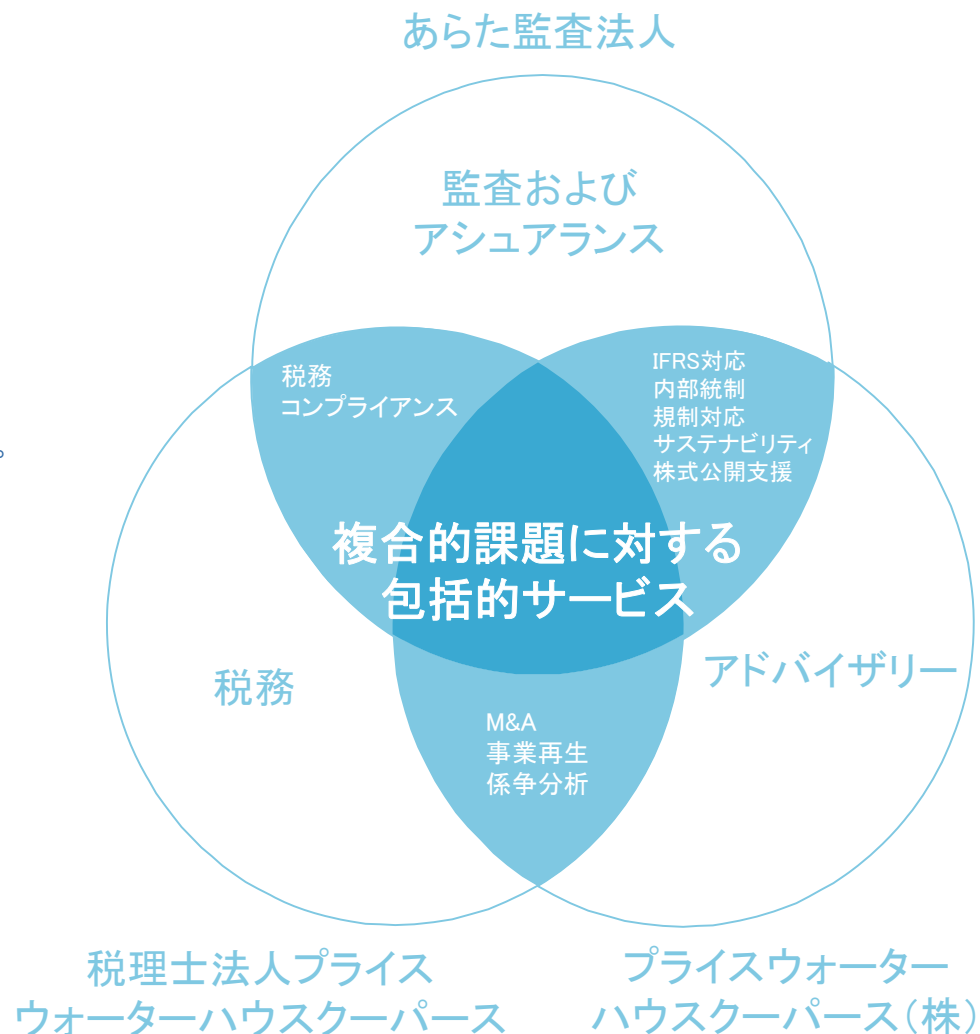 あらた監査法人
監査および
アシュアランス
税務
コンプライアンス
IFRS対応
内部統制
規制対応
サステナビリティ
株式公開支援
。
複合的課題に対する
包括的サービス
税務
アドバイザリー
M&A
事業再生
係争分析
税理士法人プライス
ウォーターハウスクーパース
プライスウォーター
ハウスクーパース(株)